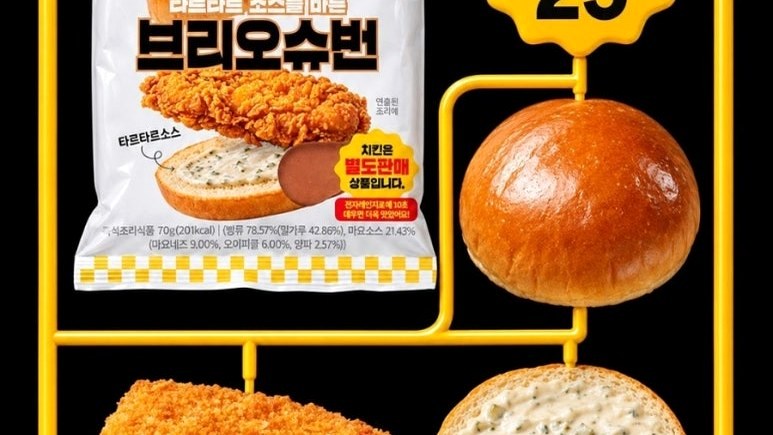 타르타르 소스를 바른
25
브리오슈번
연출된
조리예
타르타르소스
치킨은
별도판매
상품입니다.
전자레인지로에 10초
데우면 더욱 맛있어요!
식조리식품 70g(201kcal) | (빵류 78.57%(밀가루 42.86%), 마요소스 21.43%
(마요네즈 9.00%, 오이피클 6.00%, 양파 2.57%))